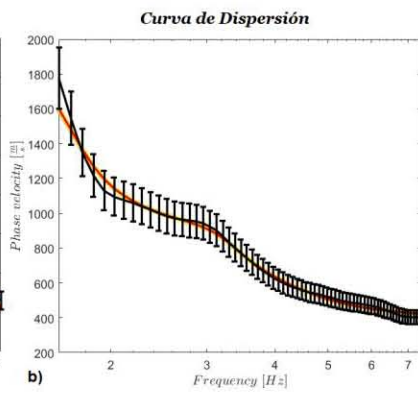 Curva de Dispersión
2000
1800
1600
1400
1200
1000
800
600
400
200
Phase velocity [m/s]
2 3 4 5 6 7
b) Frequency [Hz]